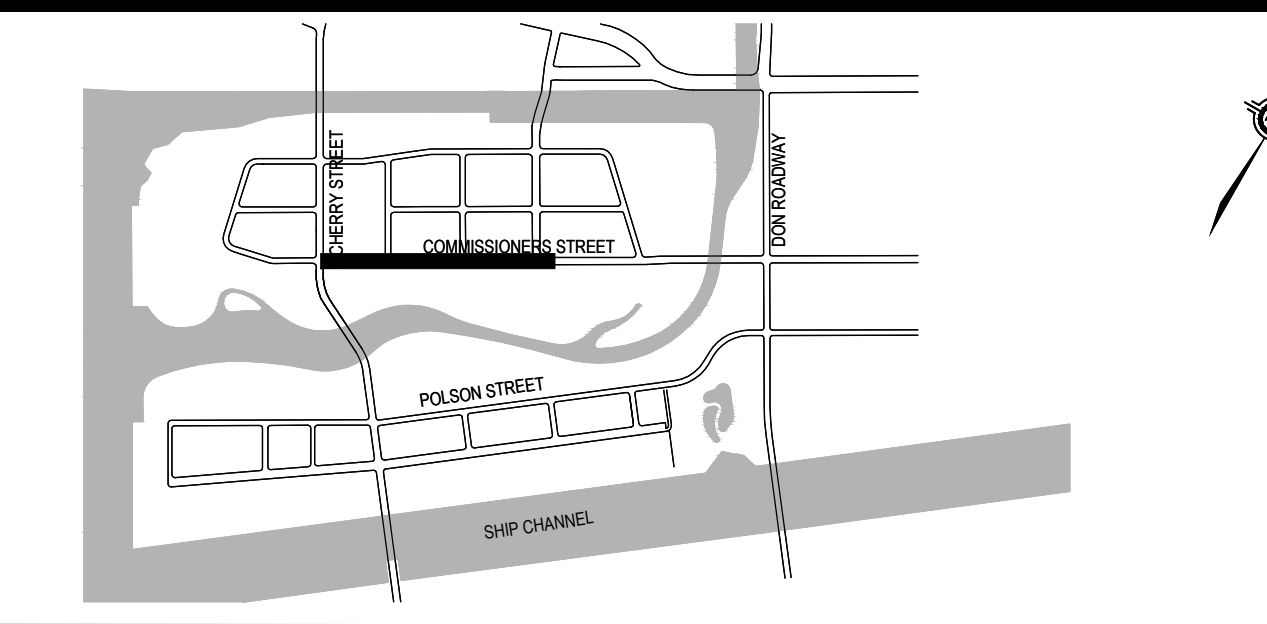 CHERRY STREET
DON ROADWAY
COMMISSIONERS STREET
POLSON STREET
SHIP CHANNEL